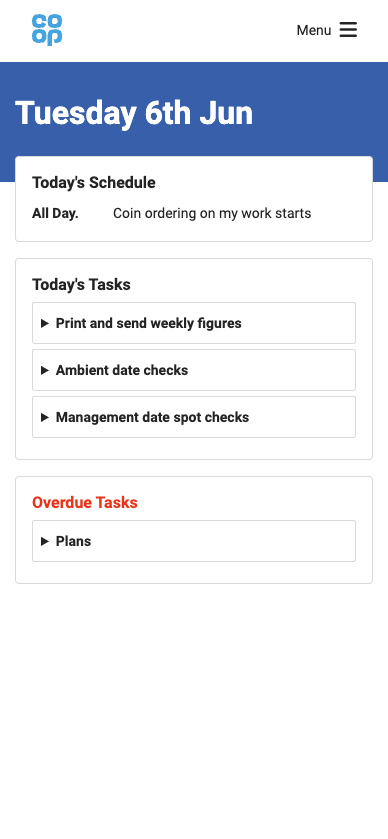 co
op
Menu
Tuesday 6th Jun
Today's Schedule
All Day. Coin ordering on my work starts
Today's Tasks
Print and send weekly figures
Ambient date checks
Management date spot checks
Overdue Tasks
Plans